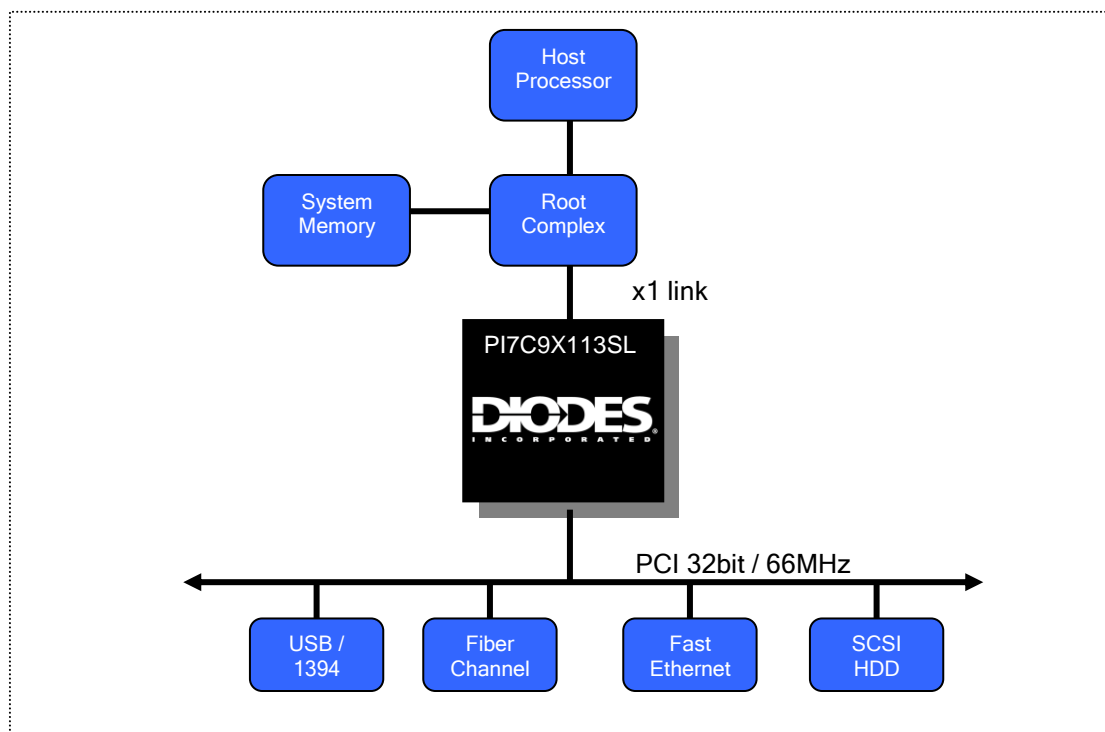 Host
Processor
System
Memory
Root
Complex
x1 link
PI7C9X113SL
DIODES
®
INCORPORATED
PCI 32bit / 66MHz
USB /
1394
Fiber
Channel
Fast
Ethernet
SCSI
HDD